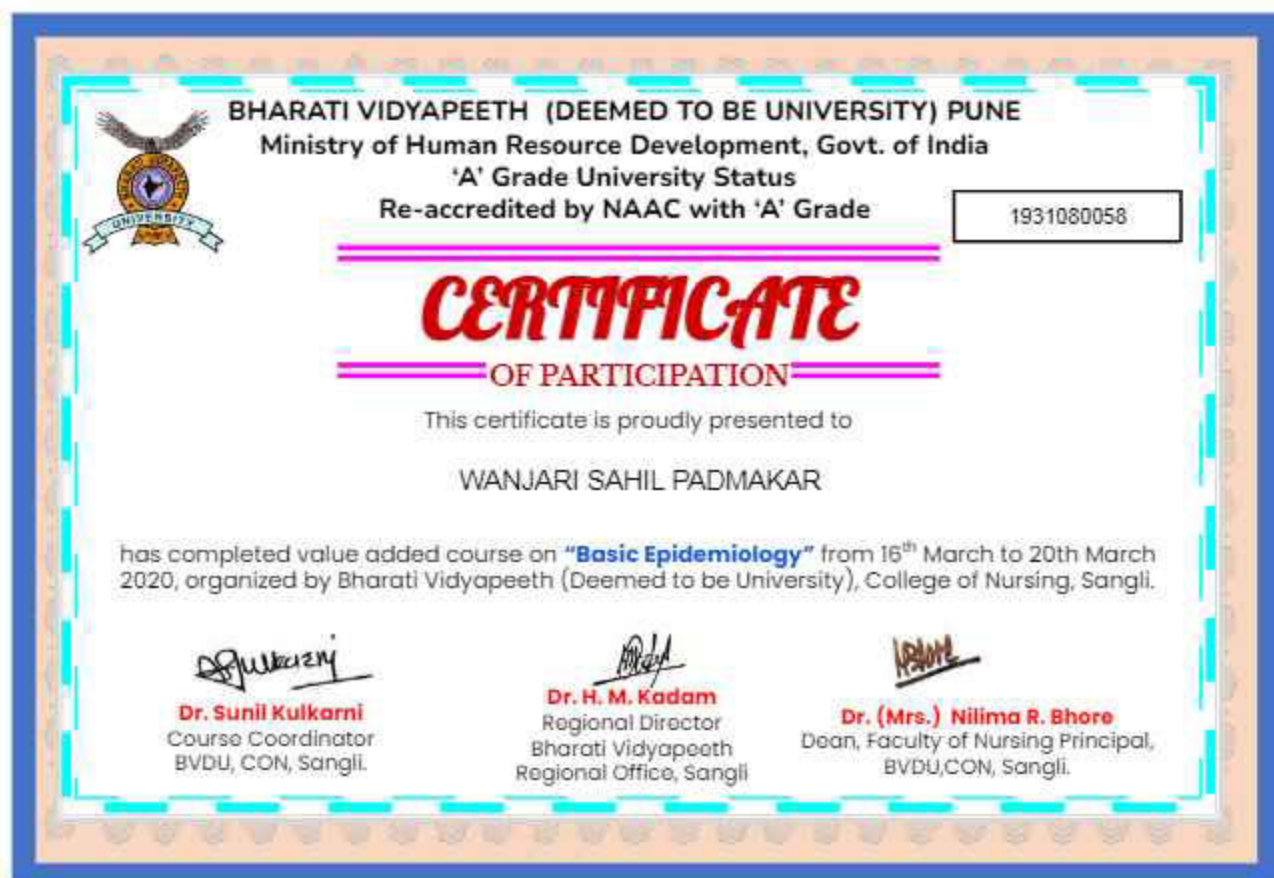 BHARATI VIDYAPEETH (DEEMED TO BE UNIVERSITY) PUNE
Ministry of Human Resource Development, Govt. of India
‘A’ Grade University Status
Re-accredited by NAAC with ‘A’ Grade
1931080058
BHARATI VIDYAPEETH
UNIVERSITY
CERTIFICATE
OF PARTICIPATION
This certificate is proudly presented to
WANJARI SAHIL PADMAKAR
has completed value added course on “Basic Epidemiology” from 16th March to 20th March
2020, organized by Bharati Vidyapeeth (Deemed to be University), College of Nursing, Sangli.
Dr. Sunil Kulkarni
Course Coordinator
BVDU, CON, Sangli.
Dr. H. M. Kadam
Regional Director
Bharati Vidyapeeth
Regional Office, Sangli
Dr. (Mrs.) Nilima R. Bhore
Dean, Faculty of Nursing Principal,
BVDU,CON, Sangli.